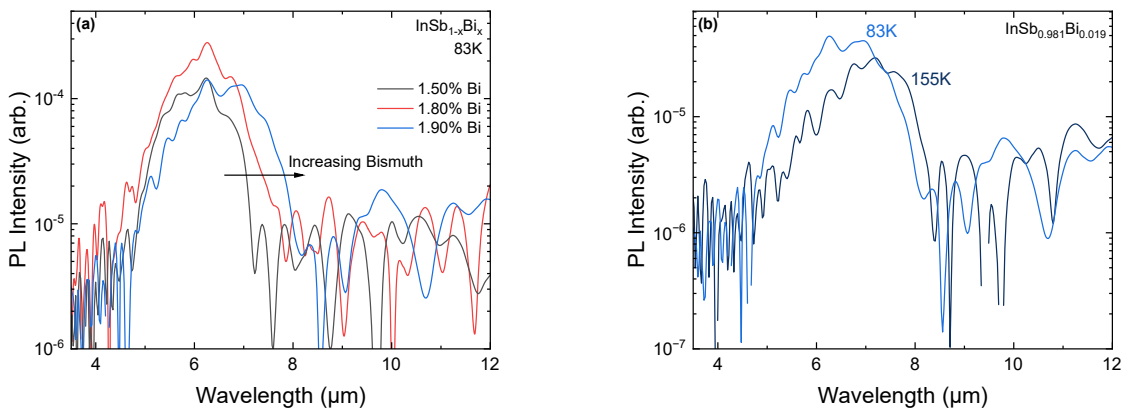 (a)
InSb₁₋ₓBiₓ
83K
1.50% Bi
1.80% Bi
1.90% Bi
Increasing Bismuth
PL Intensity (arb.)
10⁻⁴
10⁻⁵
10⁻⁶
4 6 8 10 12
Wavelength (µm)
(b)
InSb₀.₉₈₁Bi₀.₀₁₉
83K
155K
PL Intensity (arb.)
10⁻⁵
10⁻⁶
10⁻⁷
4 6 8 10 12
Wavelength (µm)